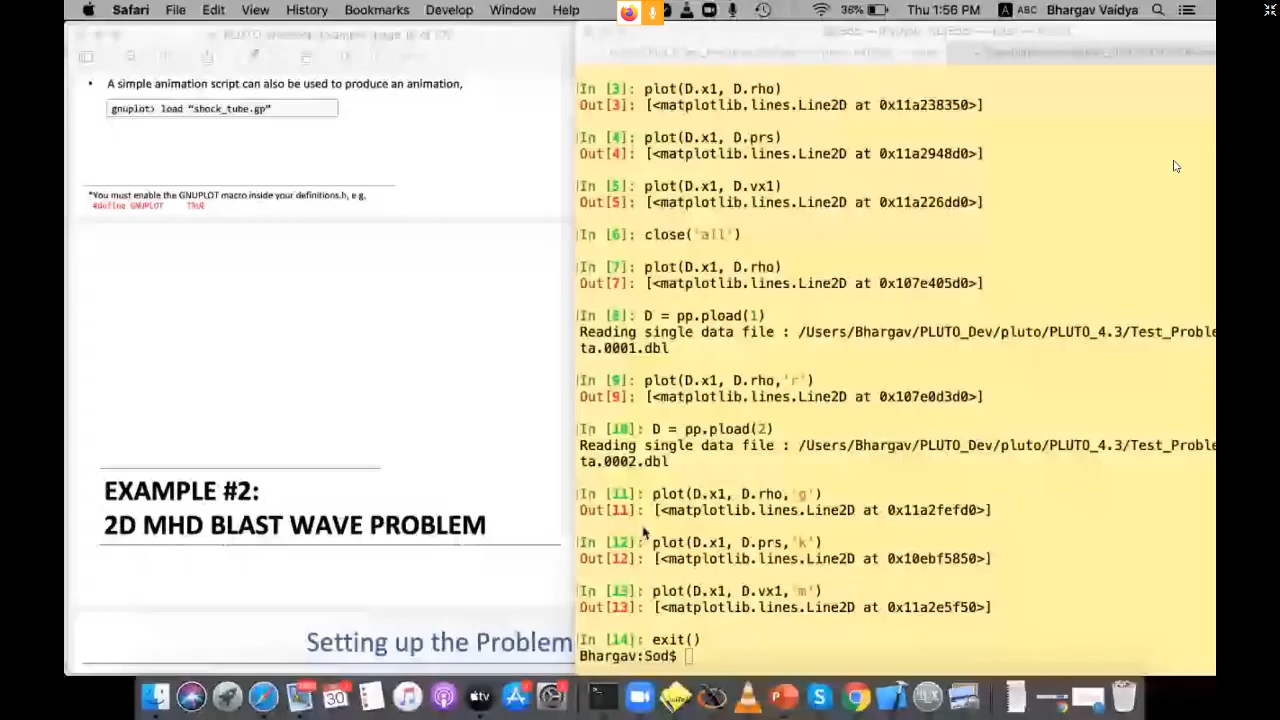 Safari File Edit View History Bookmarks Develop Window Help
36% Thu 1:56 PM A ABC Bhargav Vaidya
• A simple animation script can also be used to produce an animation,
gnuplot> load “shock_tube.gp”
*You must enable the GNUPLOT macro inside your definitions.h, e.g,
#define GNUPLOT TRUE
EXAMPLE #2:
2D MHD BLAST WAVE PROBLEM
Setting up the Problem
In [3]: plot(D.x1, D.rho)
Out[3]: [<matplotlib.lines.Line2D at 0x11a238350>]
In [4]: plot(D.x1, D.prs)
Out[4]: [<matplotlib.lines.Line2D at 0x11a2948d0>]
In [5]: plot(D.x1, D.vx1)
Out[5]: [<matplotlib.lines.Line2D at 0x11a226dd0>]
In [6]: close('all')
In [7]: plot(D.x1, D.rho)
Out[7]: [<matplotlib.lines.Line2D at 0x107e405d0>]
In [8]: D = pp.pload(1)
Reading single data file : /Users/Bhargav/PLUTO_Dev/pluto/PLUTO_4.3/Test_Proble
ta.0001.dbl
In [9]: plot(D.x1, D.rho,'r')
Out[9]: [<matplotlib.lines.Line2D at 0x107e0d3d0>]
In [10]: D = pp.pload(2)
Reading single data file : /Users/Bhargav/PLUTO_Dev/pluto/PLUTO_4.3/Test_Proble
ta.0002.dbl
In [11]: plot(D.x1, D.rho,'g')
Out[11]: [<matplotlib.lines.Line2D at 0x11a2fefd0>]
In [12]: plot(D.x1, D.prs,'k')
Out[12]: [<matplotlib.lines.Line2D at 0x10ebf5850>]
In [13]: plot(D.x1, D.vx1,'m')
Out[13]: [<matplotlib.lines.Line2D at 0x11a2e5f50>]
In [14]: exit()
Bhargav:Sod$
30
tv